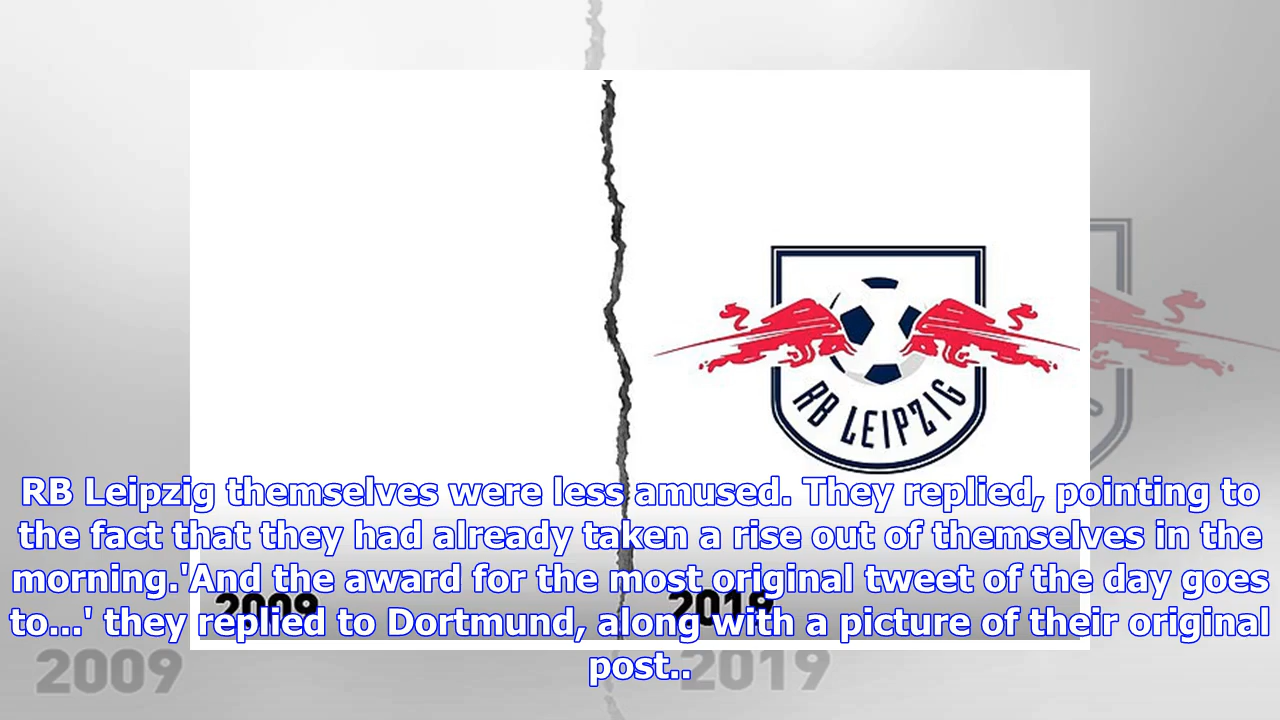 RB LEIPZIG
RB Leipzig themselves were less amused. They replied, pointing to
the fact that they had already taken a rise out of themselves in the
morning.'And the award for the most original tweet of the day goes
to...' they replied to Dortmund, along with a picture of their original
post..
2009
2019
2009
2019